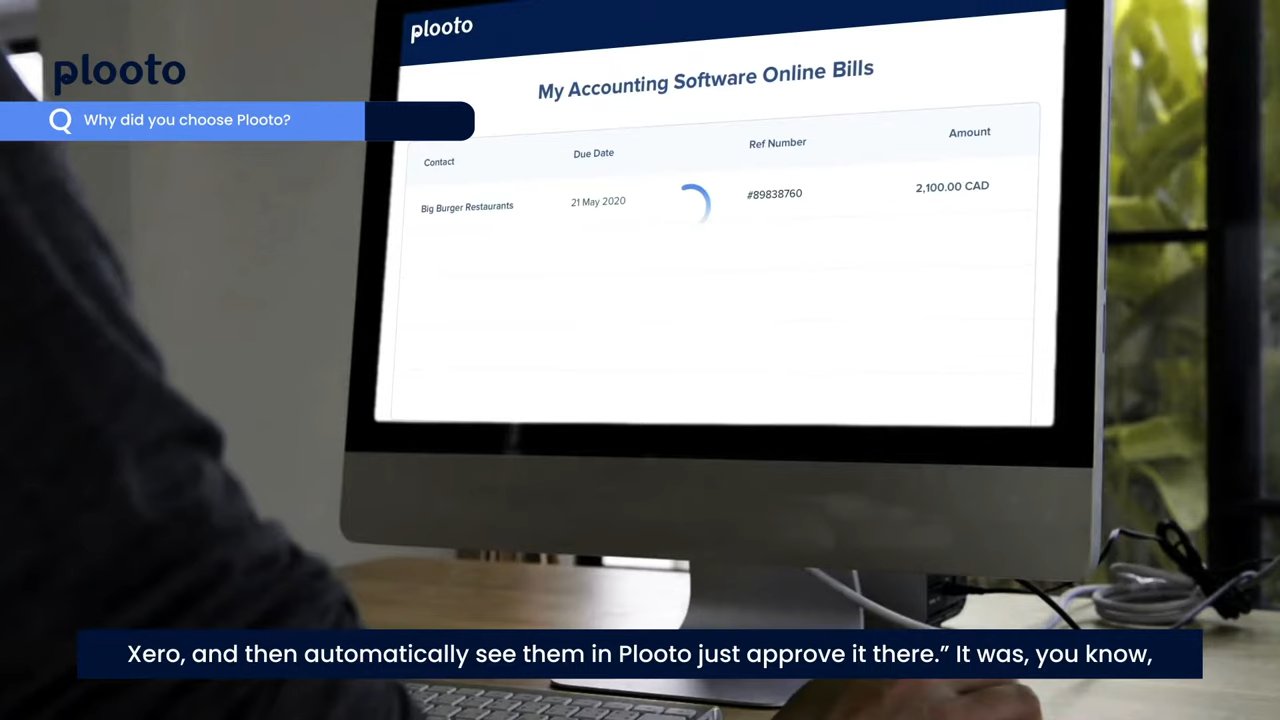 plooto
Why did you choose Plooto?
plooto
My Accounting Software Online Bills
Contact Due Date Ref Number Amount
Big Burger Restaurants 21 May 2020 #89838760 2,100.00 CAD
Xero, and then automatically see them in Plooto just approve it there.” It was, you know,